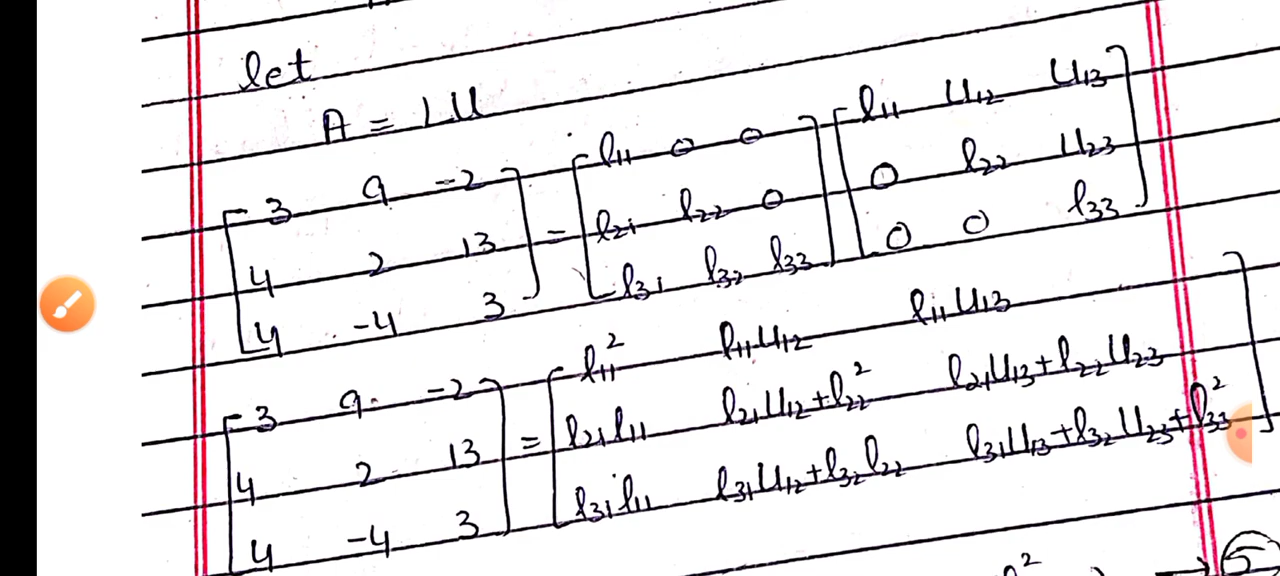 let
A = LU
[3 9 -2; 4 2 13; 4 -4 3] = [l₁₁ 0 0; l₂₁ l₂₂ 0; l₃₁ l₃₂ l₃₃] [l₁₁ U₁₂ U₁₃; 0 l₂₂ U₂₃; 0 0 l₃₃]
[3 9 -2; 4 2 13; 4 -4 3] = [l₁₁² l₁₁U₁₂ l₁₁U₁₃; l₂₁l₁₁ l₂₁U₁₂+l₂₂² l₂₁U₁₃+l₂₂U₂₃; l₃₁l₁₁ l₃₁U₁₂+l₃₂l₂₂ l₃₁U₁₃+l₃₂U₂₃+l₃₃²]